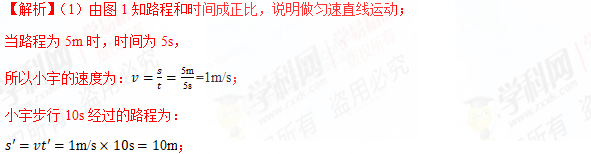 【解析】（1）由图 1 知路程和时间成正比，说明做匀速直线运动；
当路程为 5m 时，时间为 5s，
所以小宇的速度为：v = s/t = 5m/5s =1m/s；
小宇步行 10s 经过的路程为：
s′ = vt′ = 1m/s × 10s = 10m；